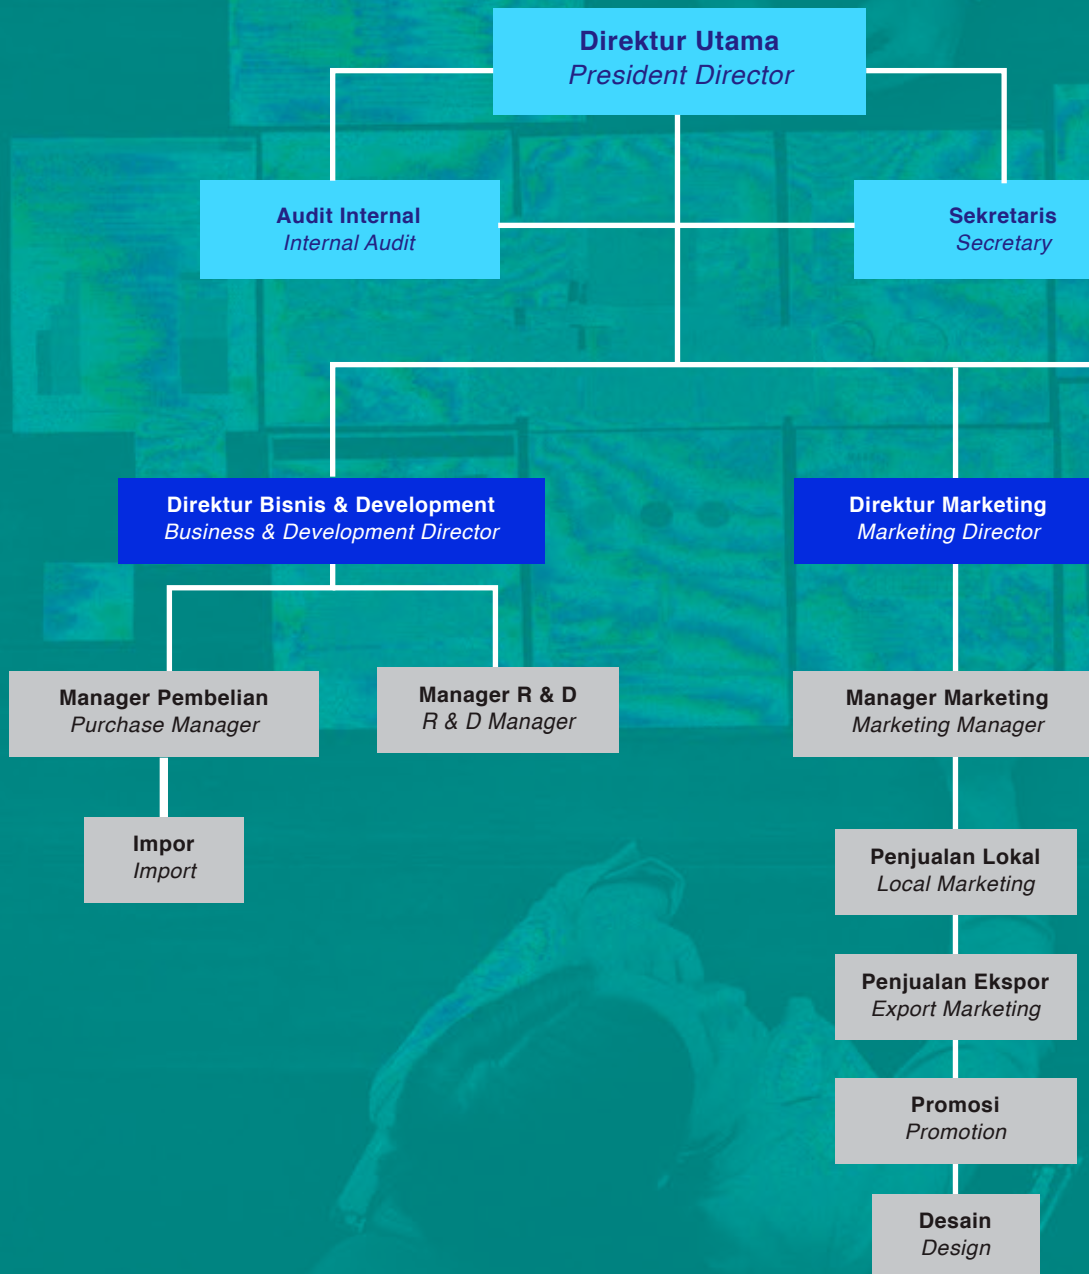 Direktur Utama
President Director
Audit Internal
Internal Audit
Sekretaris
Secretary
Direktur Bisnis & Development
Business & Development Director
Direktur Marketing
Marketing Director
Manager Pembelian
Purchase Manager
Manager R & D
R & D Manager
Manager Marketing
Marketing Manager
Impor
Import
Penjualan Lokal
Local Marketing
Penjualan Ekspor
Export Marketing
Promosi
Promotion
Desain
Design